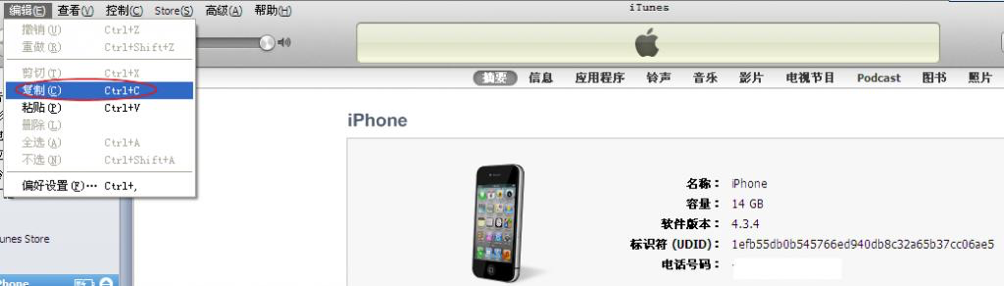 编辑(E) 查看(V) 控制(C) Store(S) 高级(A) 帮助(H)
iTunes
撤销(U) Ctrl+Z
重做(R) Ctrl+Shift+Z
剪切(T) Ctrl+X
复制(C) Ctrl+C
粘贴(P) Ctrl+V
删除(L)
全选(A) Ctrl+A
不选(N) Ctrl+Shift+A
偏好设置(F)… Ctrl+,
摘要 信息 应用程序 铃声 音乐 影片 电视节目 Podcast 图书 照片
iPhone
名称： iPhone
容量： 14 GB
软件版本： 4.3.4
标识符 (UDID)： 1efb55db0b545766ed940db8c32a65b37cc06ae5
电话号码：
unes Store
Phone